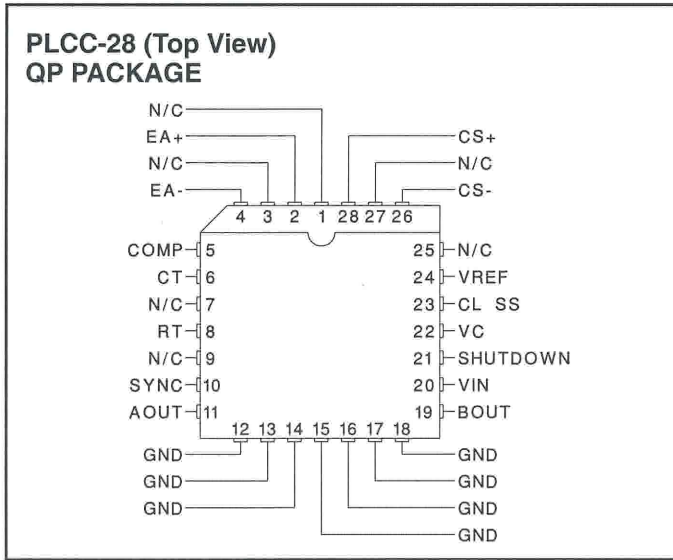 PLCC-28 (Top View)
QP PACKAGE
N/C
EA+ CS+
N/C N/C
EA- CS-
4 3 2 1 28 27 26
COMP 5 25 N/C
CT 6 24 VREF
N/C 7 23 CL SS
RT 8 22 VC
N/C 9 21 SHUTDOWN
SYNC 10 20 VIN
AOUT 11 19 BOUT
12 13 14 15 16 17 18
GND GND
GND GND
GND GND
GND